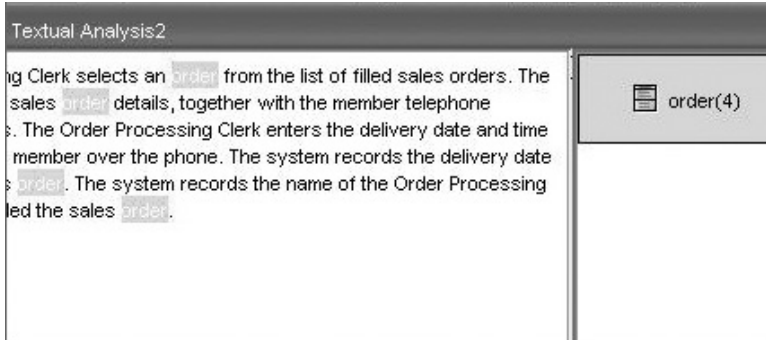 Textual Analysis2
ng Clerk selects an order from the list of filled sales orders. The
sales order details, together with the member telephone
s. The Order Processing Clerk enters the delivery date and time
member over the phone. The system records the delivery date
s order. The system records the name of the Order Processing
led the sales order.
order(4)